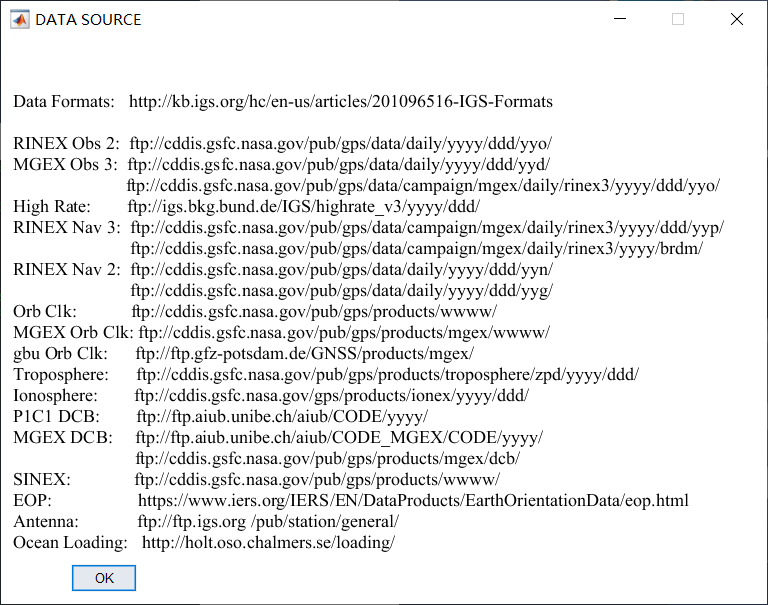 DATA SOURCE
Data Formats: http://kb.igs.org/hc/en-us/articles/201096516-IGS-Formats
RINEX Obs 2: ftp://cddis.gsfc.nasa.gov/pub/gps/data/daily/yyyy/ddd/yyo/
MGEX Obs 3: ftp://cddis.gsfc.nasa.gov/pub/gps/data/daily/yyyy/ddd/yyd/
ftp://cddis.gsfc.nasa.gov/pub/gps/data/campaign/mgex/daily/rinex3/yyyy/ddd/yyo/
High Rate: ftp://igs.bkg.bund.de/IGS/highrate_v3/yyyy/ddd/
RINEX Nav 3: ftp://cddis.gsfc.nasa.gov/pub/gps/data/campaign/mgex/daily/rinex3/yyyy/ddd/yyp/
ftp://cddis.gsfc.nasa.gov/pub/gps/data/campaign/mgex/daily/rinex3/yyyy/brdm/
RINEX Nav 2: ftp://cddis.gsfc.nasa.gov/pub/gps/data/daily/yyyy/ddd/yyn/
ftp://cddis.gsfc.nasa.gov/pub/gps/data/daily/yyyy/ddd/yyg/
Orb Clk: ftp://cddis.gsfc.nasa.gov/pub/gps/products/wwww/
MGEX Orb Clk: ftp://cddis.gsfc.nasa.gov/pub/gps/products/mgex/wwww/
gbu Orb Clk: ftp://ftp.gfz-potsdam.de/GNSS/products/mgex/
Troposphere: ftp://cddis.gsfc.nasa.gov/pub/gps/products/troposphere/zpd/yyyy/ddd/
Ionosphere: ftp://cddis.gsfc.nasa.gov/gps/products/ionex/yyyy/ddd/
P1C1 DCB: ftp://ftp.aiub.unibe.ch/aiub/CODE/yyyy/
MGEX DCB: ftp://ftp.aiub.unibe.ch/aiub/CODE_MGEX/CODE/yyyy/
ftp://cddis.gsfc.nasa.gov/pub/gps/products/mgex/dcb/
SINEX: ftp://cddis.gsfc.nasa.gov/pub/gps/products/wwww/
EOP: https://www.iers.org/IERS/EN/DataProducts/EarthOrientationData/eop.html
Antenna: ftp://ftp.igs.org /pub/station/general/
Ocean Loading: http://holt.oso.chalmers.se/loading/
OK